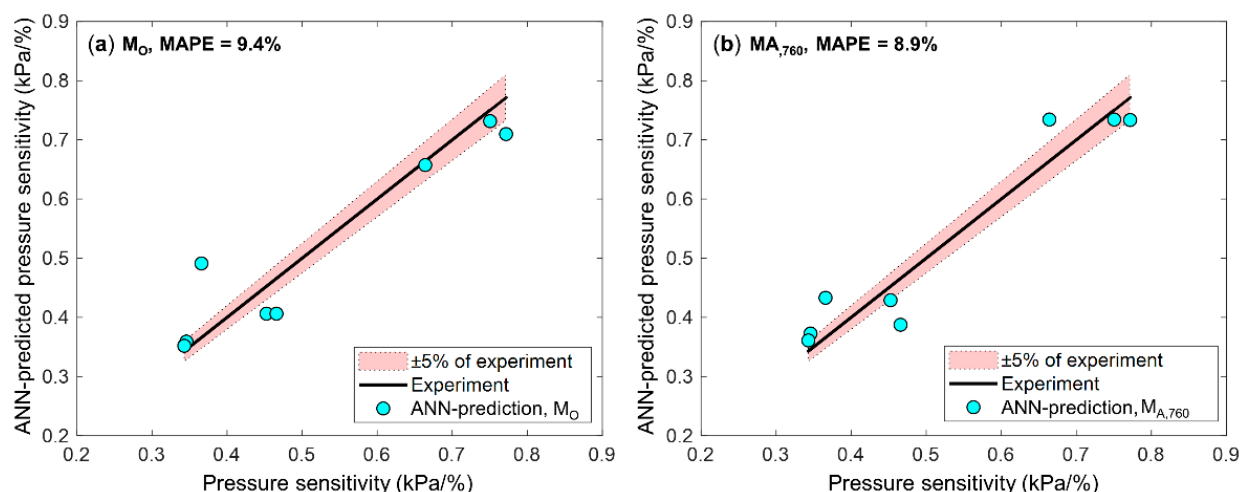 (a) M_O, MAPE = 9.4%
ANN-predicted pressure sensitivity (kPa/%)
0.9
0.8
0.7
0.6
0.5
0.4
0.3
0.2
±5% of experiment
Experiment
ANN-prediction, M_O
0.2 0.3 0.4 0.5 0.6 0.7 0.8 0.9
Pressure sensitivity (kPa/%)
(b) MA,760, MAPE = 8.9%
ANN-predicted pressure sensitivity (kPa/%)
0.9
0.8
0.7
0.6
0.5
0.4
0.3
0.2
±5% of experiment
Experiment
ANN-prediction, M_A,760
0.2 0.3 0.4 0.5 0.6 0.7 0.8 0.9
Pressure sensitivity (kPa/%)